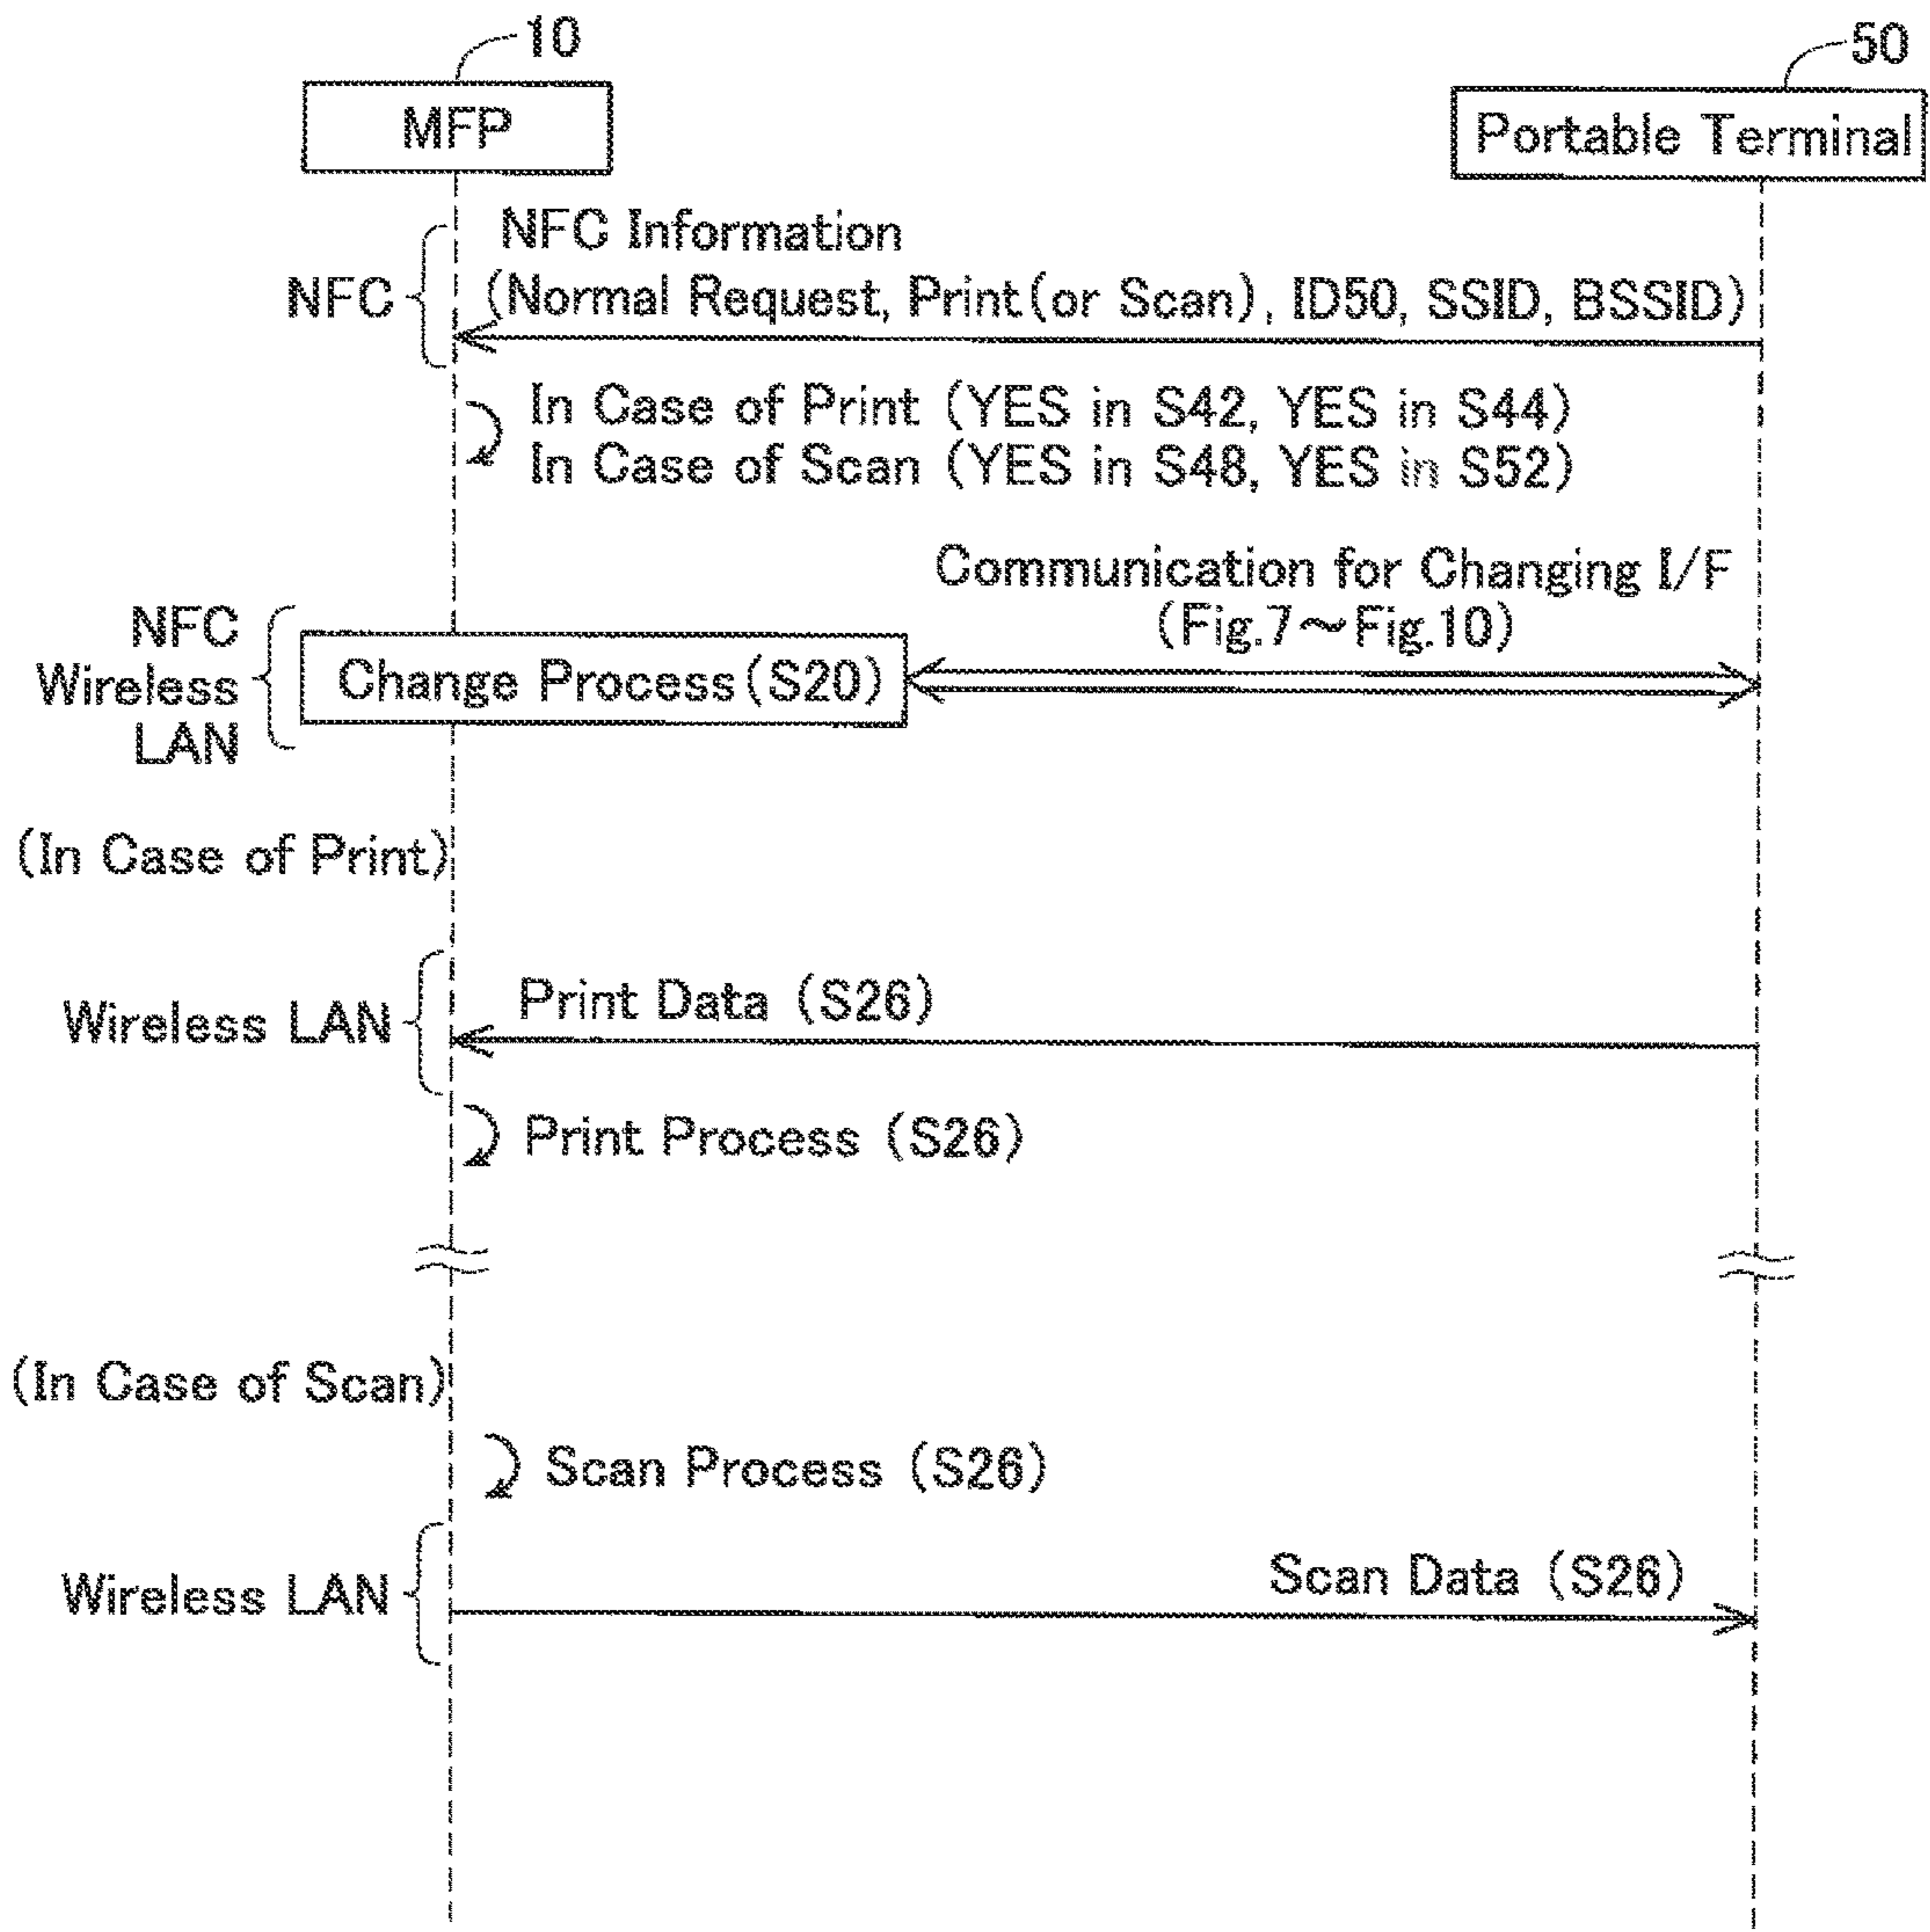 10
50
MFP
Portable Terminal
NFC Information
NFC
(Normal Request, Print(or Scan), ID50, SSID, BSSID)
In Case of Print (YES in S42, YES in S44)
In Case of Scan (YES in S48, YES in S52)
Communication for Changing I/F
(Fig.7～Fig.10)
NFC
Wireless
LAN
Change Process(S20)
(In Case of Print)
Print Data (S26)
Wireless LAN
Print Process (S26)
(In Case of Scan)
Scan Process (S26)
Scan Data (S26)
Wireless LAN